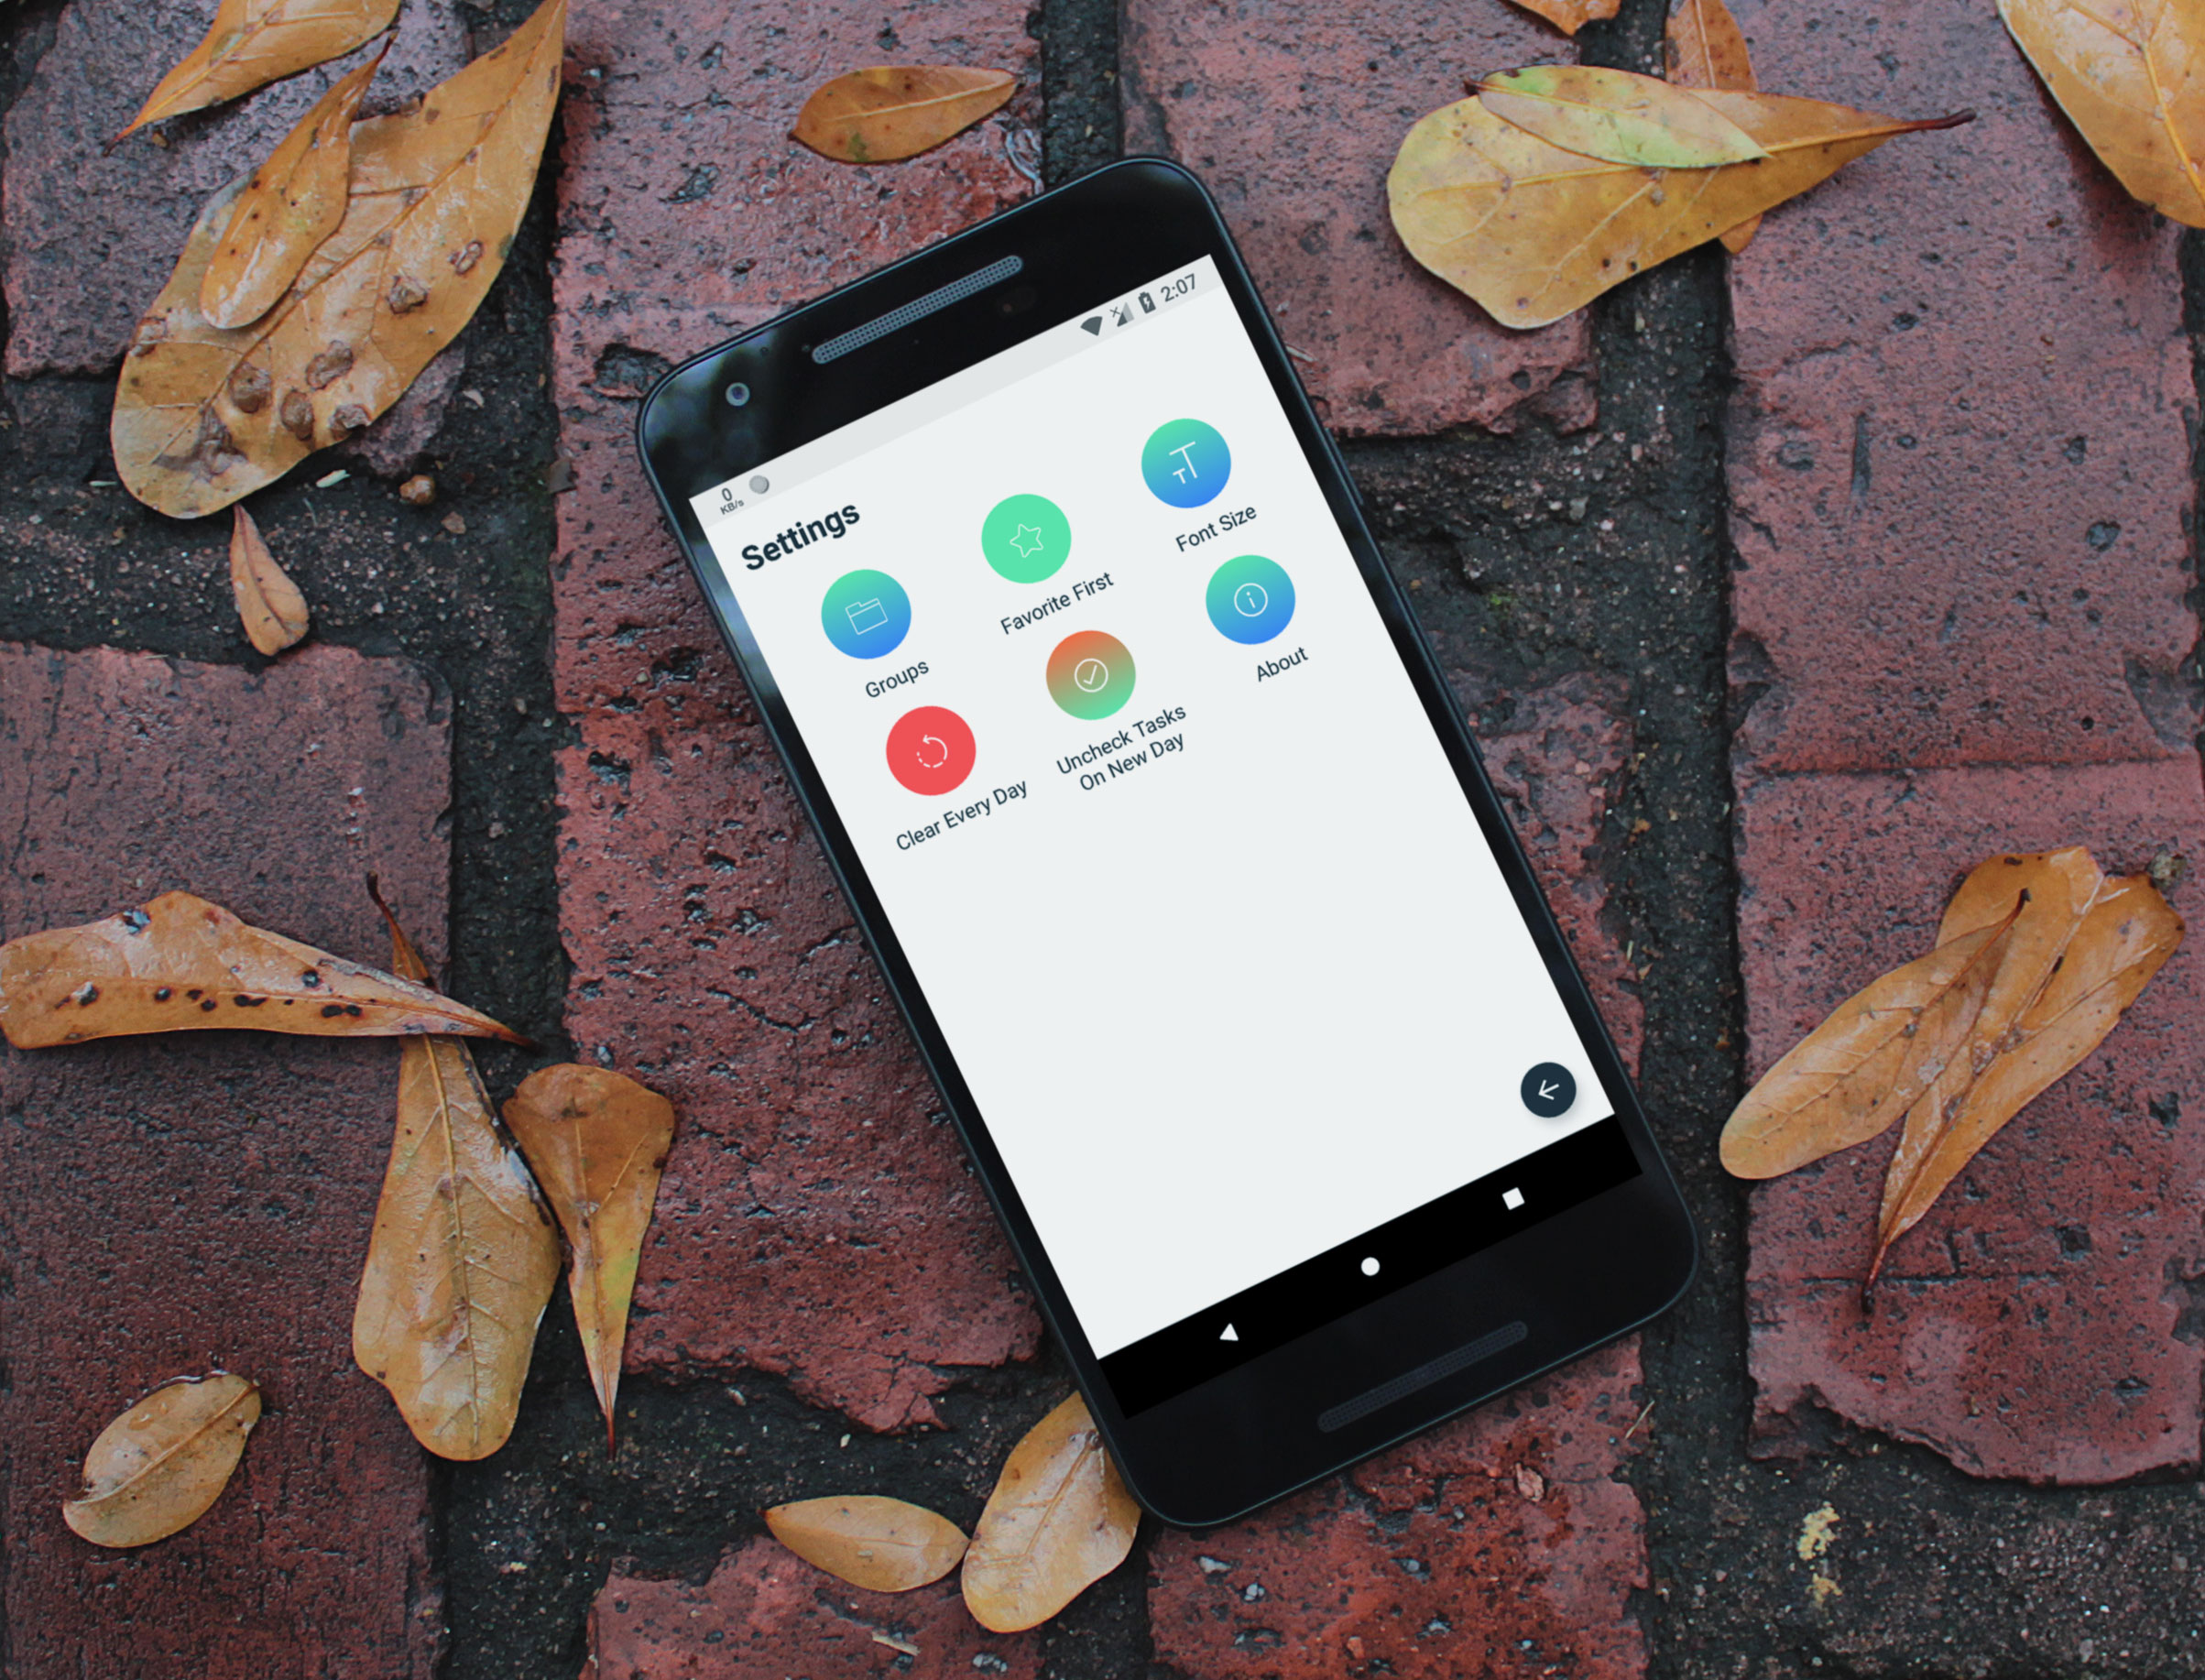 0
KB/s
2:07
Settings
Groups
Favorite First
Font Size
Clear Every Day
Uncheck Tasks
On New Day
About